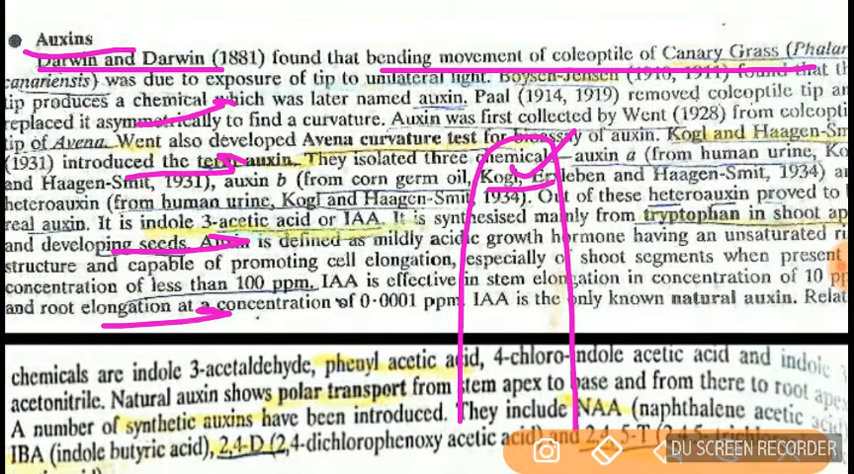 Auxins
Darwin and Darwin (1881) found that bending movement of coleoptile of Canary Grass (Phalar
canariensis) was due to exposure of tip to unilateral light. Boysen-Jensen (1910, 1911) found that th
tip produces a chemical which was later named auxin. Paal (1914, 1919) removed coleoptile tip an
replaced it asymmetrically to find a curvature. Auxin was first collected by Went (1928) from coleopti
tip of Avena. Went also developed Avena curvature test for bioassay of auxin. Kogl and Haagen-Sm
(1931) introduced the term auxin. They isolated three chemicals— auxin a (from human urine, Ko
and Haagen-Smit, 1931), auxin b (from corn germ oil, Kogl, Erxleben and Haagen-Smit, 1934) an
heteroauxin (from human urine, Kogl and Haagen-Smit, 1934). Out of these heteroauxin proved to b
real auxin. It is indole 3-acetic acid or IAA. It is synthesised mainly from tryptophan in shoot ap
and developing seeds. Auxin is defined as mildly acidic growth hormone having an unsaturated ri
structure and capable of promoting cell elongation, especially of shoot segments when present
concentration of less than 100 ppm. IAA is effective in stem elongation in concentration of 10 pp
and root elongation at a concentration of 0·0001 ppm. IAA is the only known natural auxin. Relat
chemicals are indole 3-acetaldehyde, phenyl acetic acid, 4-chloro-indole acetic acid and indole 3
acetonitrile. Natural auxin shows polar transport from stem apex to base and from there to root apex
A number of synthetic auxins have been introduced. They include NAA (naphthalene acetic acid)
IBA (indole butyric acid), 2,4-D (2,4-dichlorophenoxy acetic acid) and 2,4,5-T
DU SCREEN RECORDER